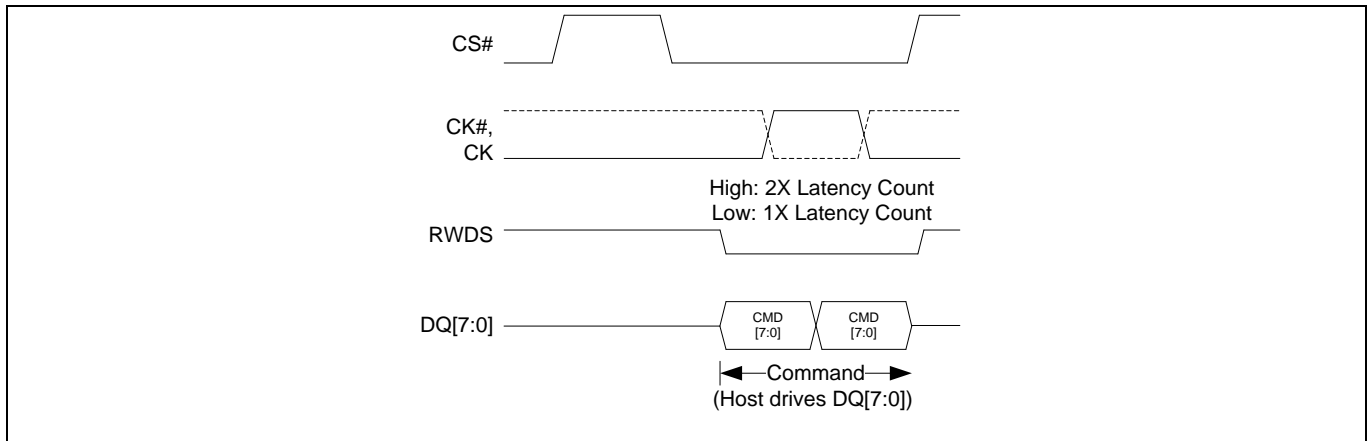 CS#
CK#,
CK
High: 2X Latency Count
Low: 1X Latency Count
RWDS
DQ[7:0]
CMD
[7:0]
CMD
[7:0]
Command
(Host drives DQ[7:0])